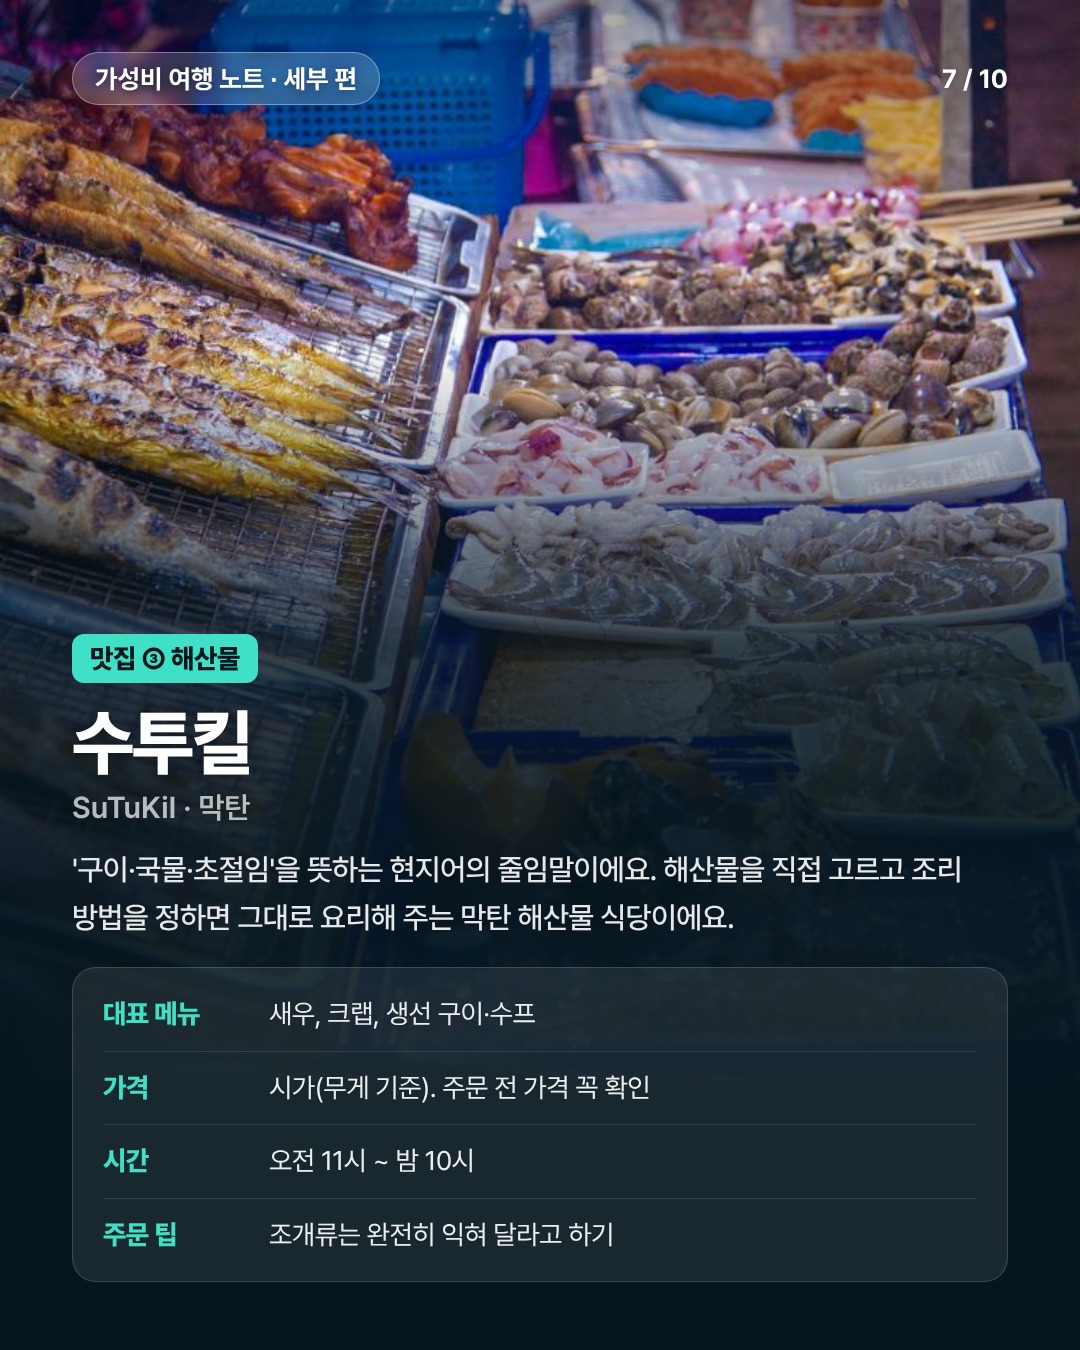 가성비 여행 노트 · 세부 편
7 / 10
맛집 ③ 해산물
수투킬
SuTuKil · 막탄
'구이·국물·초절임'을 뜻하는 현지어의 줄임말이에요. 해산물을 직접 고르고 조리
방법을 정하면 그대로 요리해 주는 막탄 해산물 식당이에요.
대표 메뉴 새우, 크랩, 생선 구이·수프
가격 시가(무게 기준). 주문 전 가격 꼭 확인
시간 오전 11시 ~ 밤 10시
주문 팁 조개류는 완전히 익혀 달라고 하기